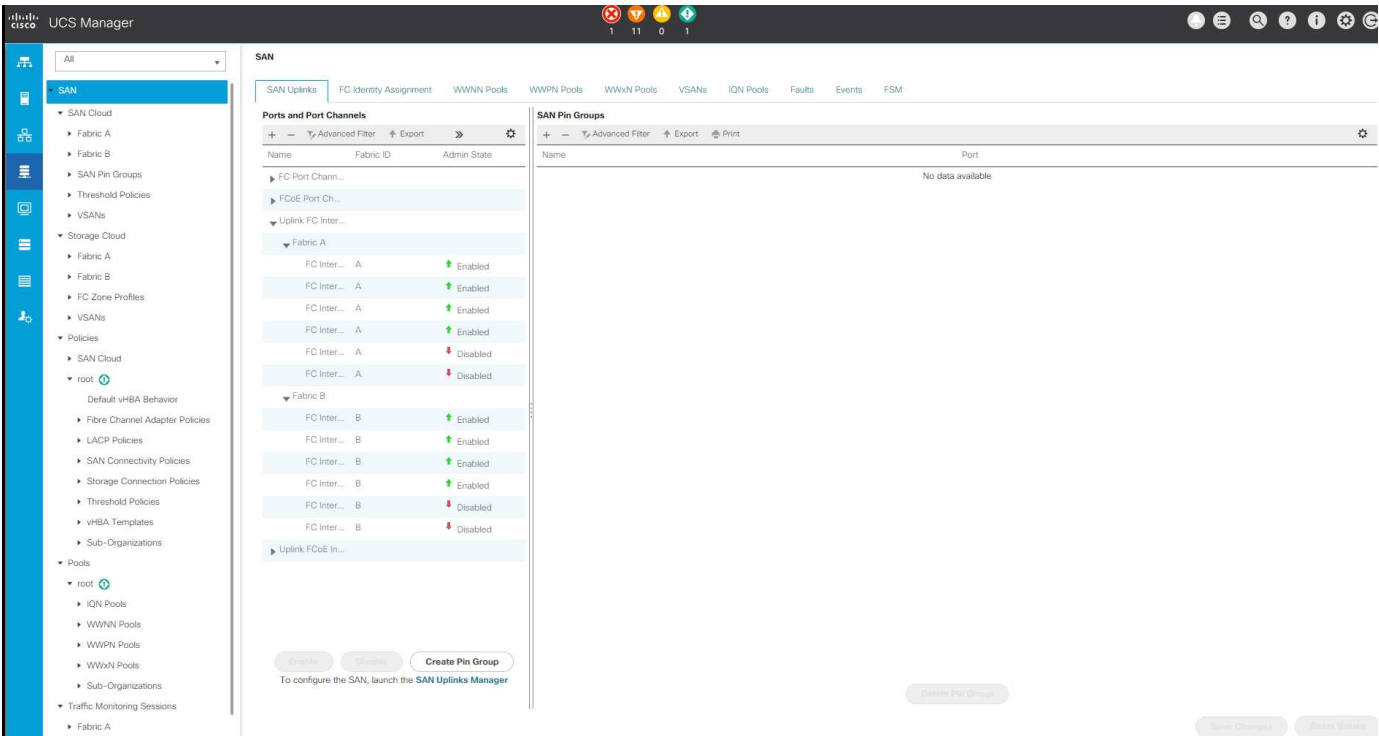 cisco UCS Manager
1 11 0 1
All
SAN
SAN Cloud
Fabric A
Fabric B
SAN Pin Groups
Threshold Policies
VSANs
Storage Cloud
Fabric A
Fabric B
FC Zone Profiles
VSANs
Policies
SAN Cloud
root
Default vHBA Behavior
Fibre Channel Adapter Policies
LACP Policies
SAN Connectivity Policies
Storage Connection Policies
Threshold Policies
vHBA Templates
Sub-Organizations
Pools
root
IQN Pools
WWNN Pools
WWPN Pools
WWxN Pools
Sub-Organizations
Traffic Monitoring Sessions
Fabric A
SAN
SAN Uplinks FC Identity Assignment WWNN Pools WWPN Pools WWxN Pools VSANs IQN Pools Faults Events FSM
Ports and Port Channels
+ − Advanced Filter Export »
Name Fabric ID Admin State
FC Port Chann...
FCoE Port Ch...
Uplink FC Inter...
Fabric A
FC Inter... A Enabled
FC Inter... A Enabled
FC Inter... A Enabled
FC Inter... A Enabled
FC Inter... A Disabled
FC Inter... A Disabled
Fabric B
FC Inter... B Enabled
FC Inter... B Enabled
FC Inter... B Enabled
FC Inter... B Enabled
FC Inter... B Disabled
FC Inter... B Disabled
Uplink FCoE In...
Enable Disable Create Pin Group
To configure the SAN, launch the SAN Uplinks Manager
SAN Pin Groups
+ − Advanced Filter Export Print
Name Port
No data available
Delete Pin Group
Save Changes Reset Values